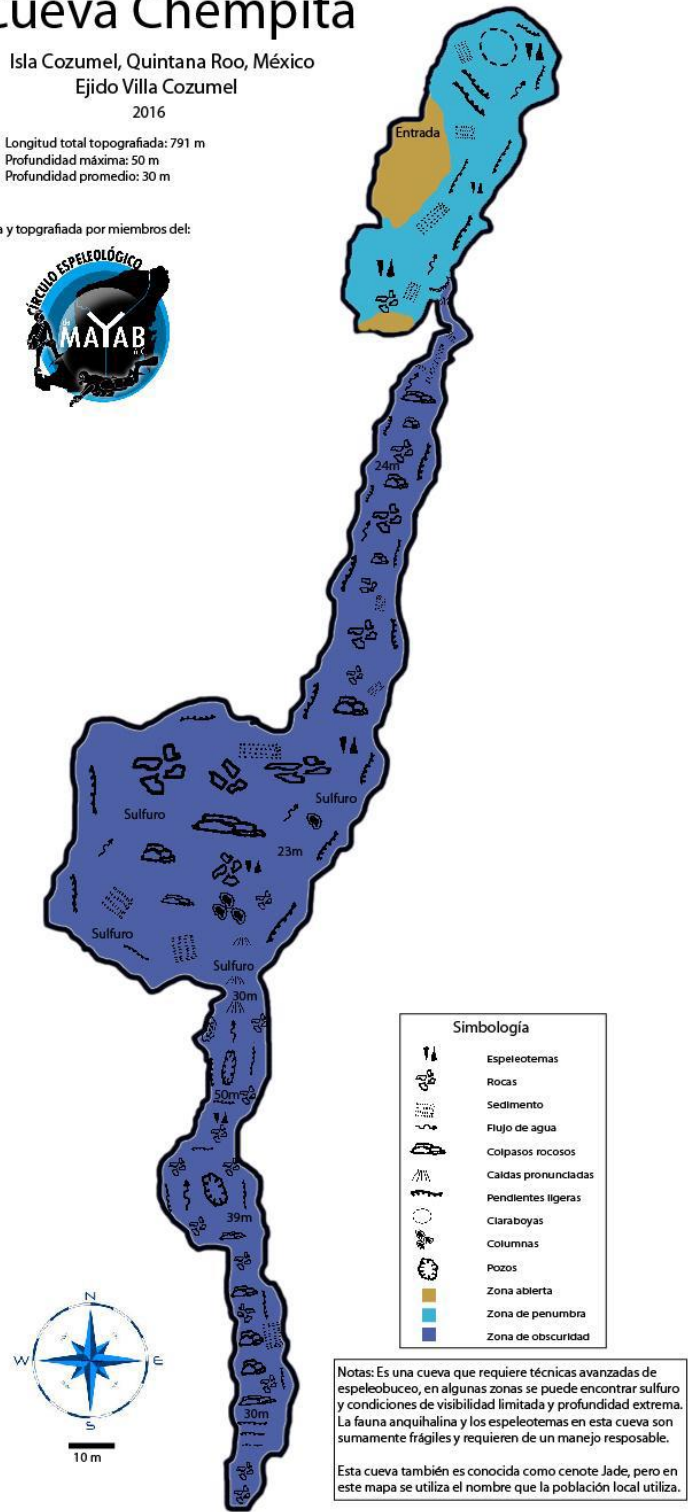 Cueva Chempita
Isla Cozumel, Quintana Roo, México
Ejido Villa Cozumel
2016
Longitud total topografiada: 791 m
Profundidad máxima: 50 m
Profundidad promedio: 30 m
a y topgrafiada por miembros del:
CÍRCULO ESPELEOLÓGICO
MAYAB
Entrada
24m
Sulfuro
Sulfuro
23m
Sulfuro
Sulfuro
30m
50m
39m
30m
N
W
E
S
10 m
Simbología
Espeleotemas
Rocas
Sedimento
Flujo de agua
Colpasos rocosos
Caídas pronunciadas
Pendientes ligeras
Claraboyas
Columnas
Pozos
Zona abierta
Zona de penumbra
Zona de obscuridad
Notas: Es una cueva que requiere técnicas avanzadas de
espeleobuceo, en algunas zonas se puede encontrar sulfuro
y condiciones de visibilidad limitada y profundidad extrema.
La fauna anquihalina y los espeleotemas en esta cueva son
sumamente frágiles y requieren de un manejo resposable.
Esta cueva también es conocida como cenote Jade, pero en
este mapa se utiliza el nombre que la población local utiliza.